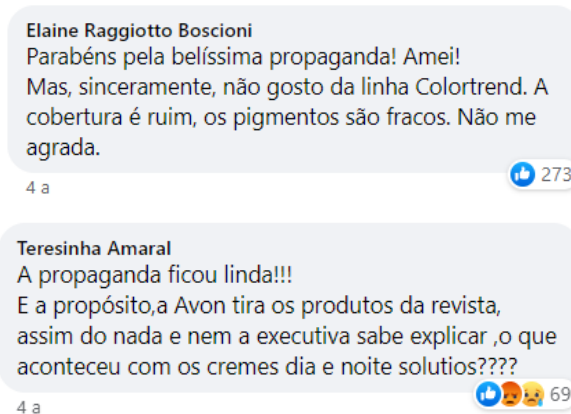 Elaine Raggiotto Boscioni
Parabéns pela belíssima propaganda! Amei!
Mas, sinceramente, não gosto da linha Colortrend. A
cobertura é ruim, os pigmentos são fracos. Não me
agrada.
273
4 a
Teresinha Amaral
A propaganda ficou linda!!!
E a propósito,a Avon tira os produtos da revista,
assim do nada e nem a executiva sabe explicar ,o que
aconteceu com os cremes dia e noite solutios????
69
4 a